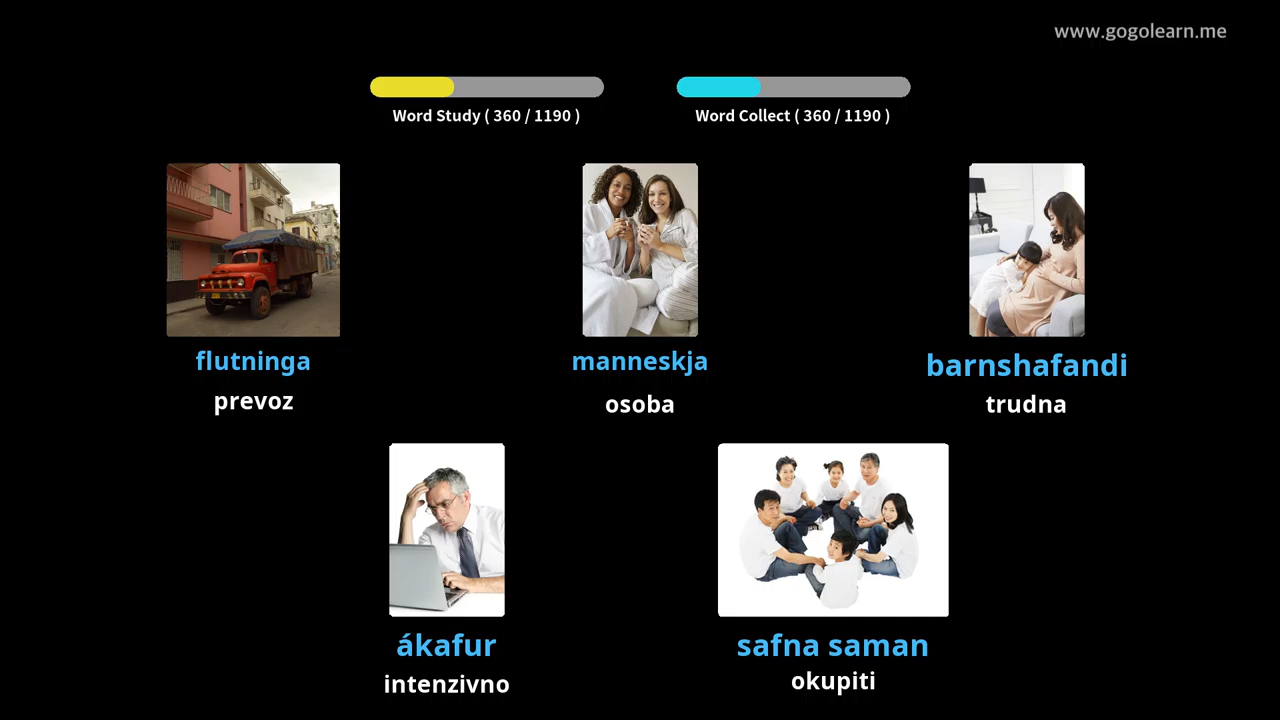 www.gogolearn.me
Word Study ( 360 / 1190 )
Word Collect ( 360 / 1190 )
flutninga
prevoz
manneskja
osoba
barnshafandi
trudna
ákafur
intenzivno
safna saman
okupiti